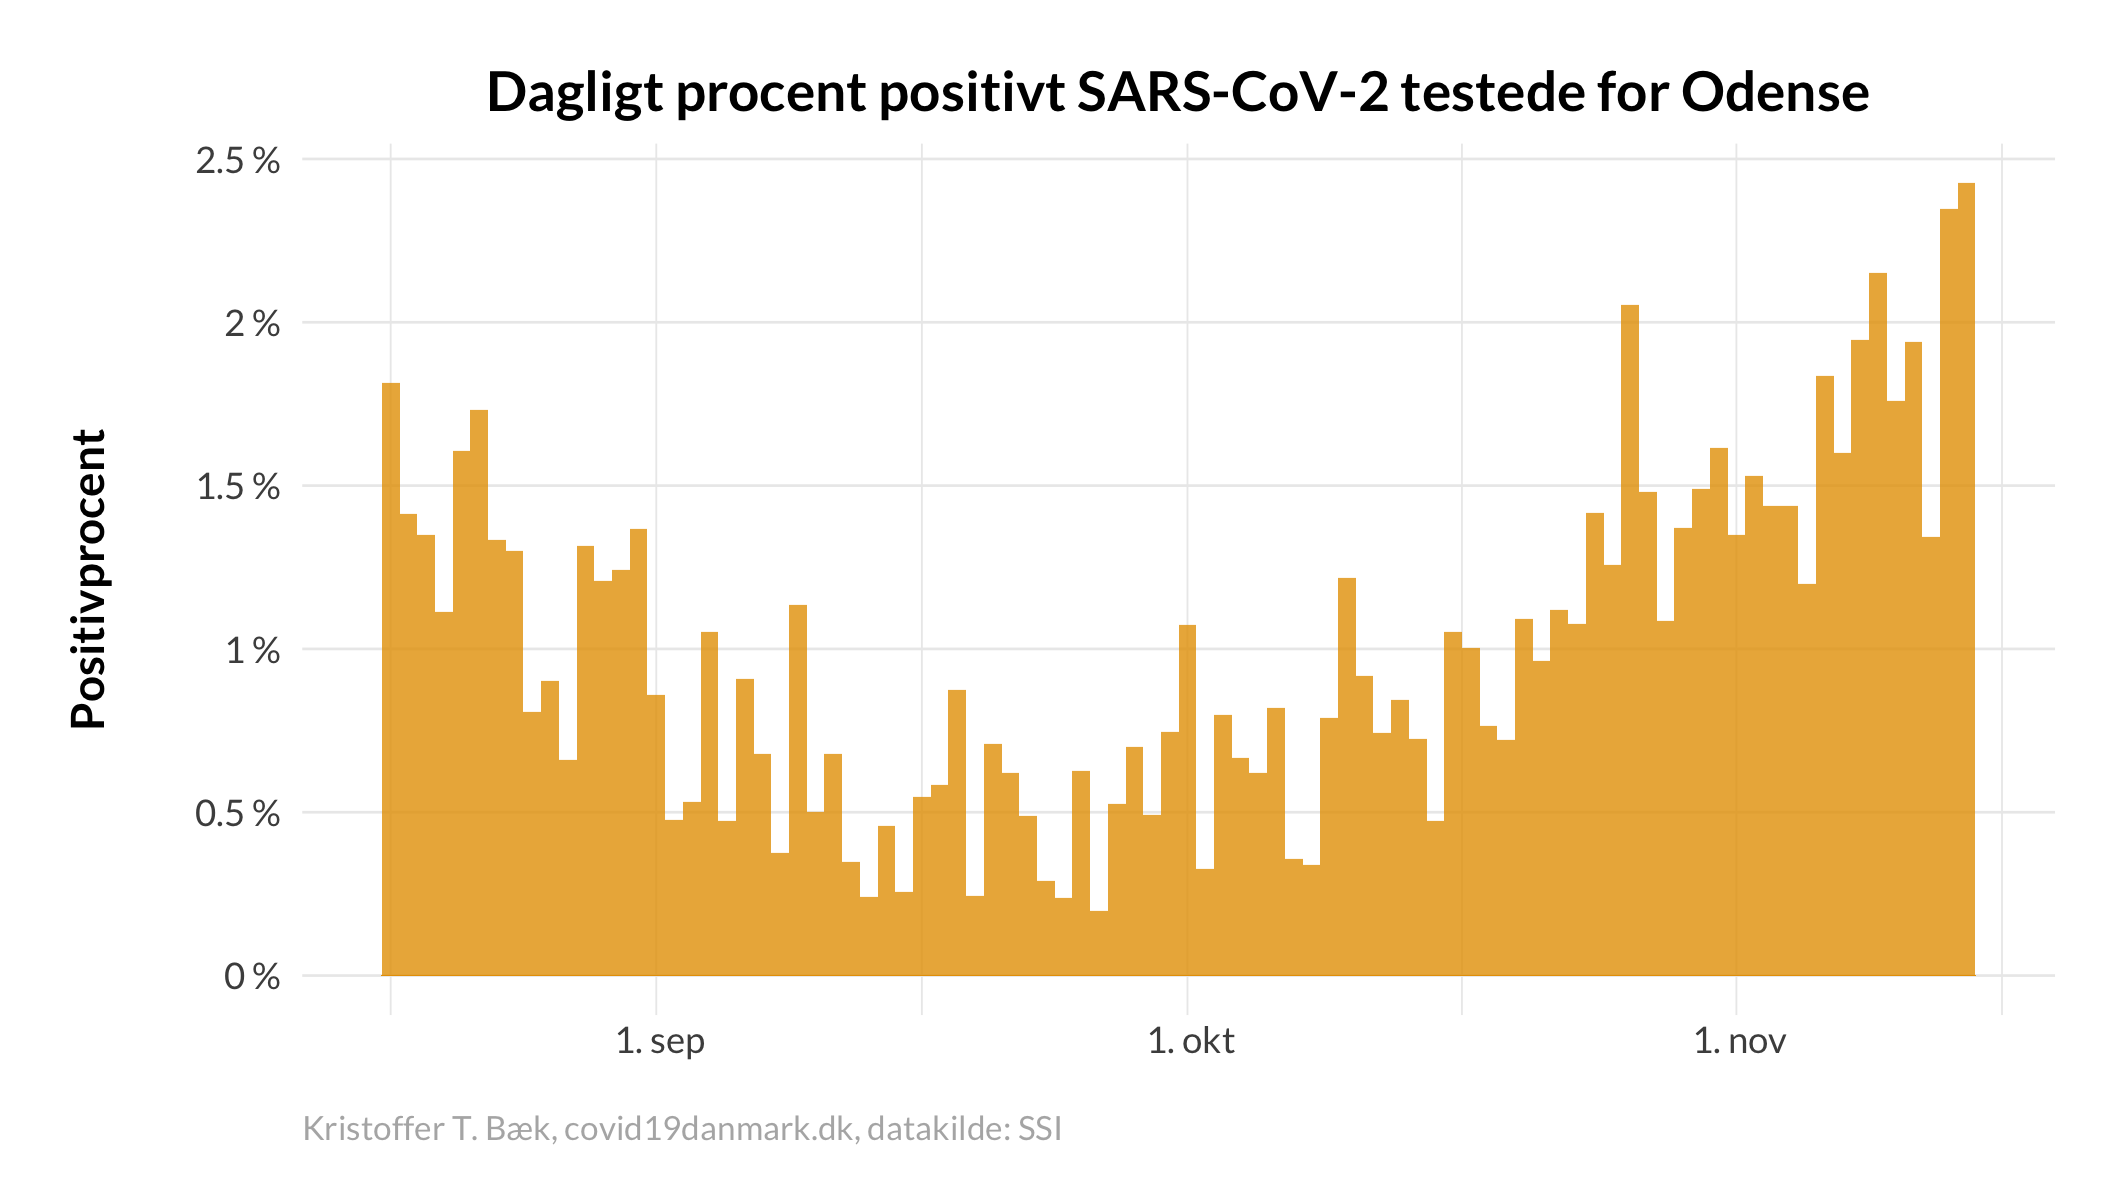 Dagligt procent positivt SARS-CoV-2 testede for Odense
2.5 %
2 %
1.5 %
1 %
0.5 %
0 %
Positivprocent
1. sep
1. okt
1. nov
Kristoffer T. Bæk, covid19danmark.dk, datakilde: SSI